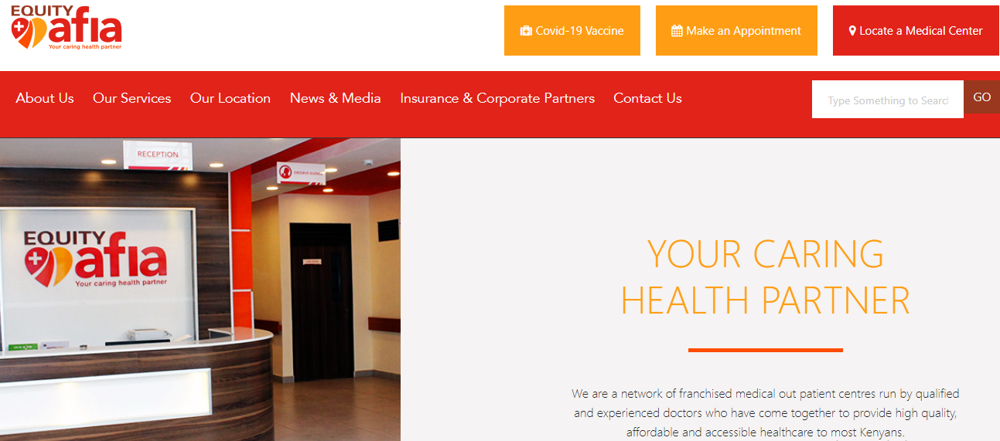 EQUITY
afia
Your caring health partner
Covid-19 Vaccine
Make an Appointment
Locate a Medical Center
About Us
Our Services
Our Location
News & Media
Insurance & Corporate Partners
Contact Us
Type Something to Searc
GO
RECEPTION
OBSERVE SILENCE
EQUITY
afia
Your caring health partner
YOUR CARING
HEALTH PARTNER
We are a network of franchised medical out patient centres run by qualified
and experienced doctors who have come together to provide high quality,
affordable and accessible healthcare to most Kenyans.